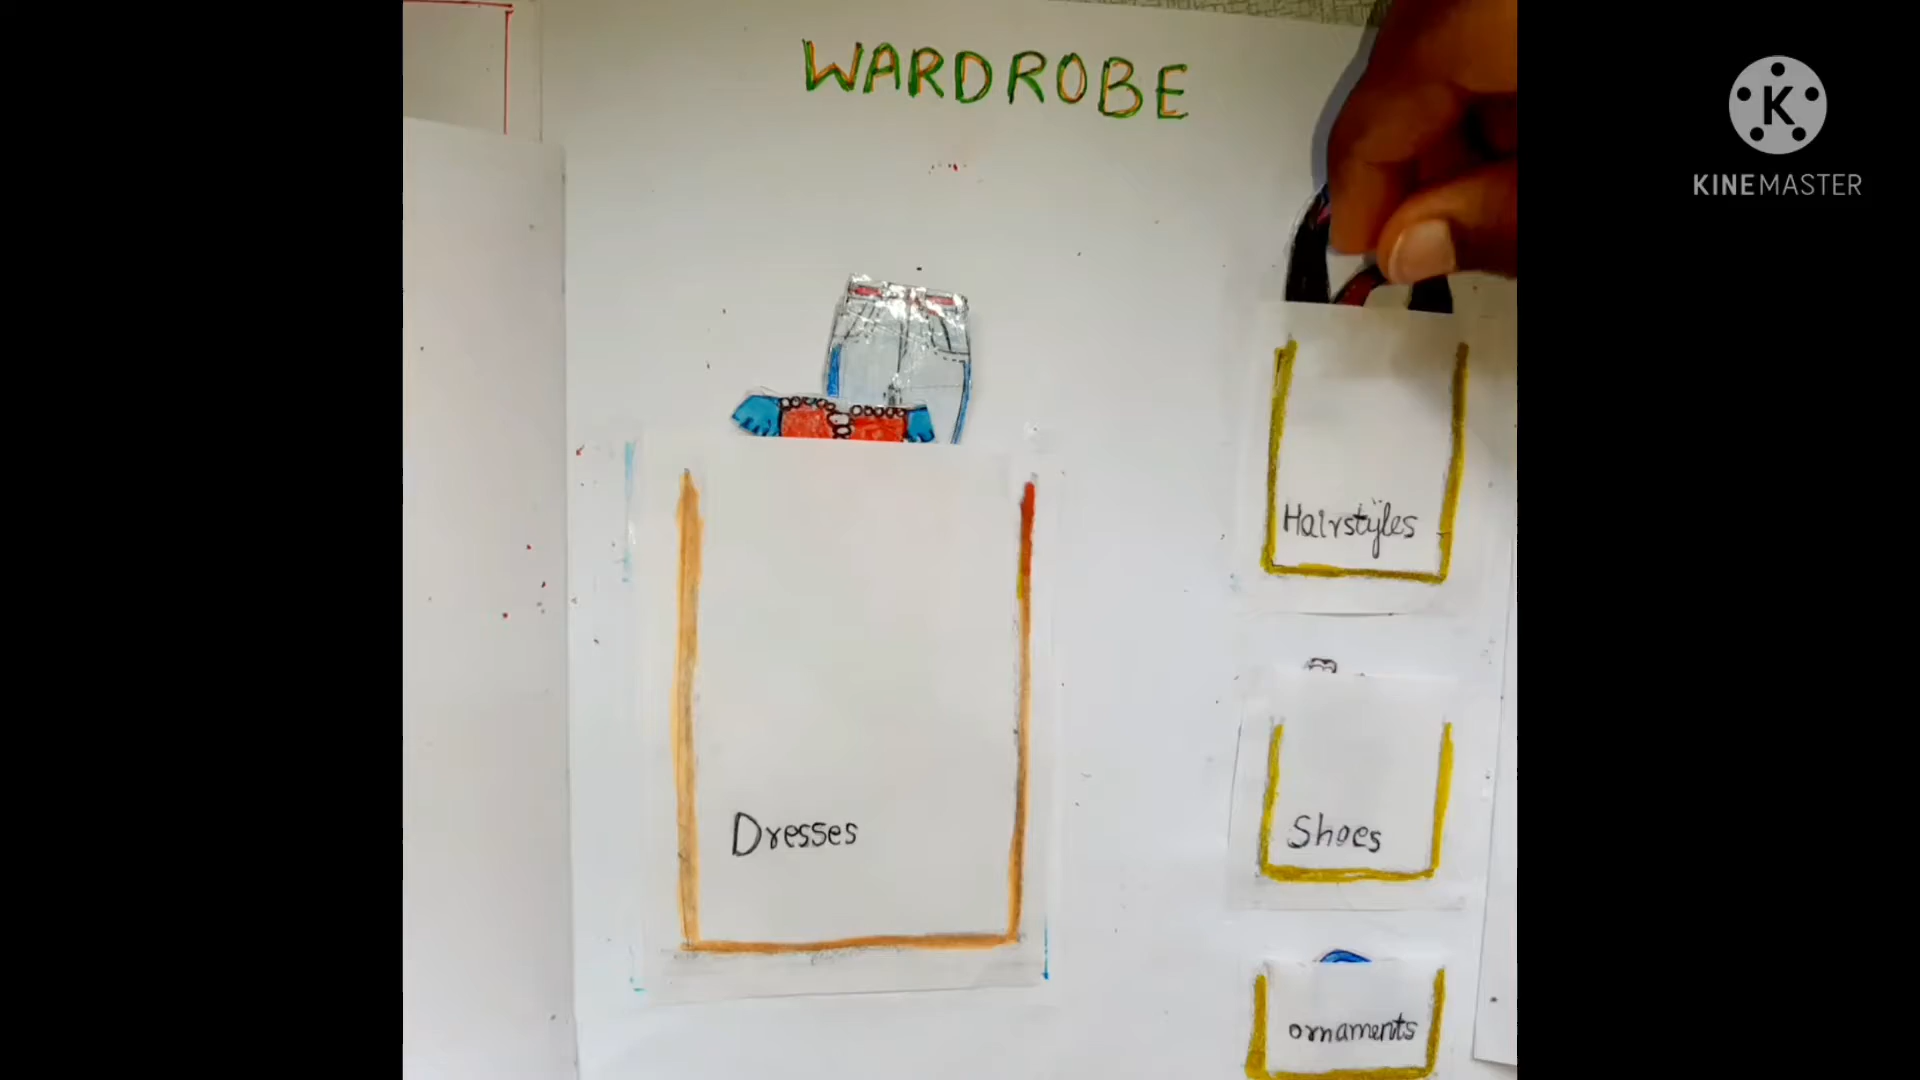 WARDROBE
K
KINEMASTER
Hairstyles
Dresses
Shoes
ornaments